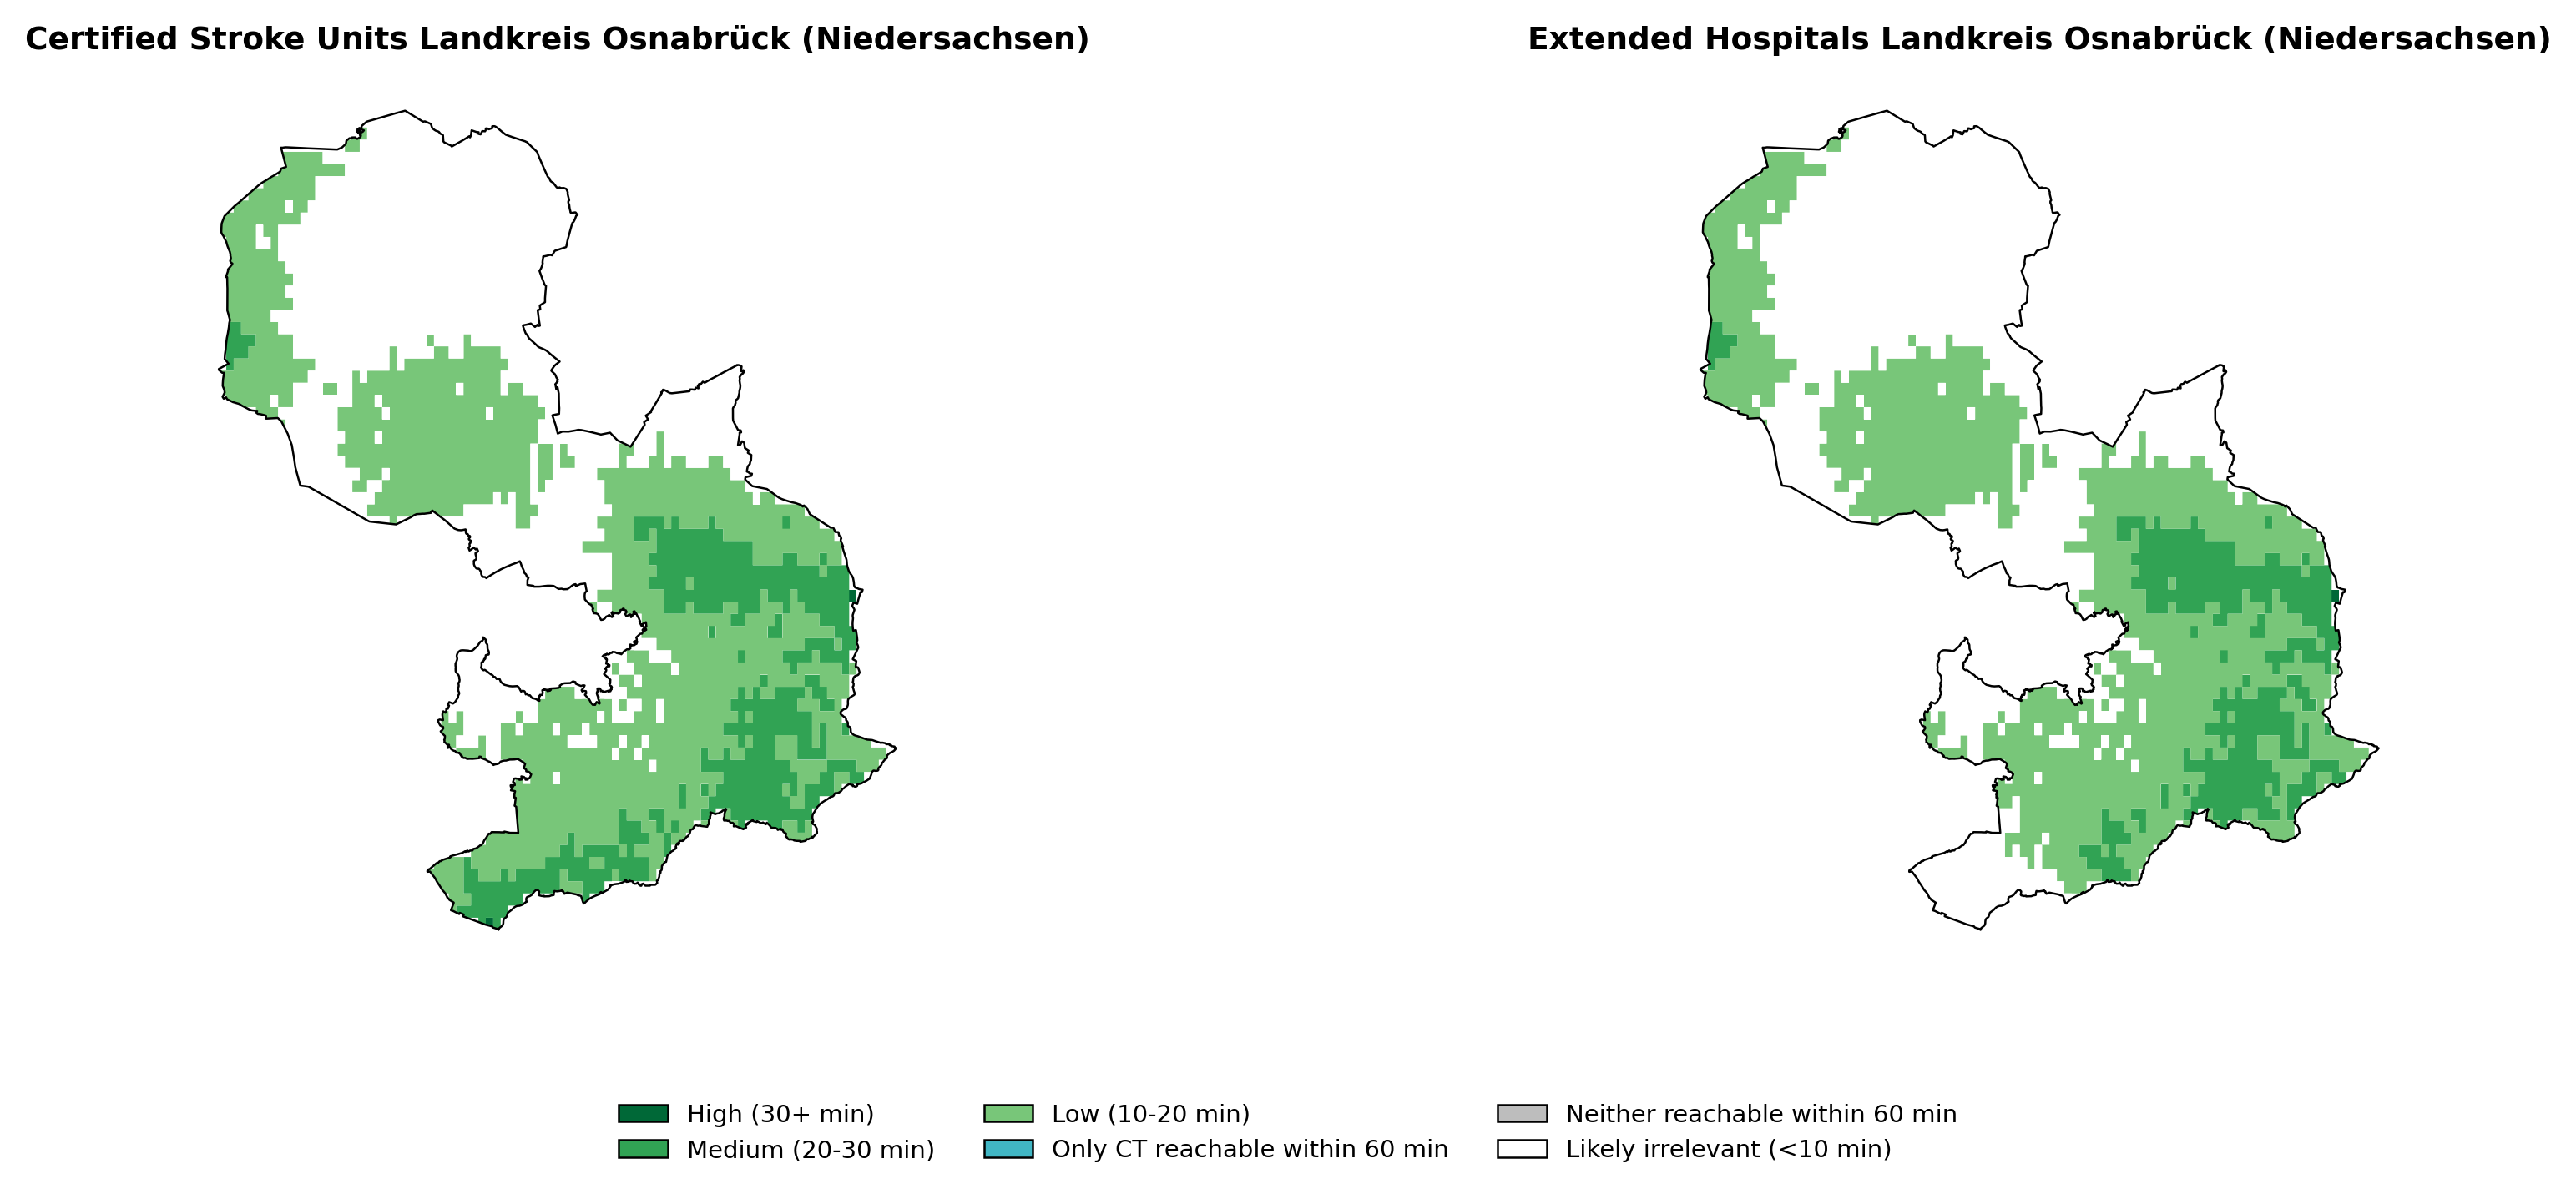 Certified Stroke Units Landkreis Osnabrück (Niedersachsen)
Extended Hospitals Landkreis Osnabrück (Niedersachsen)
High (30+ min)
Medium (20-30 min)
Low (10-20 min)
Only CT reachable within 60 min
Neither reachable within 60 min
Likely irrelevant (<10 min)